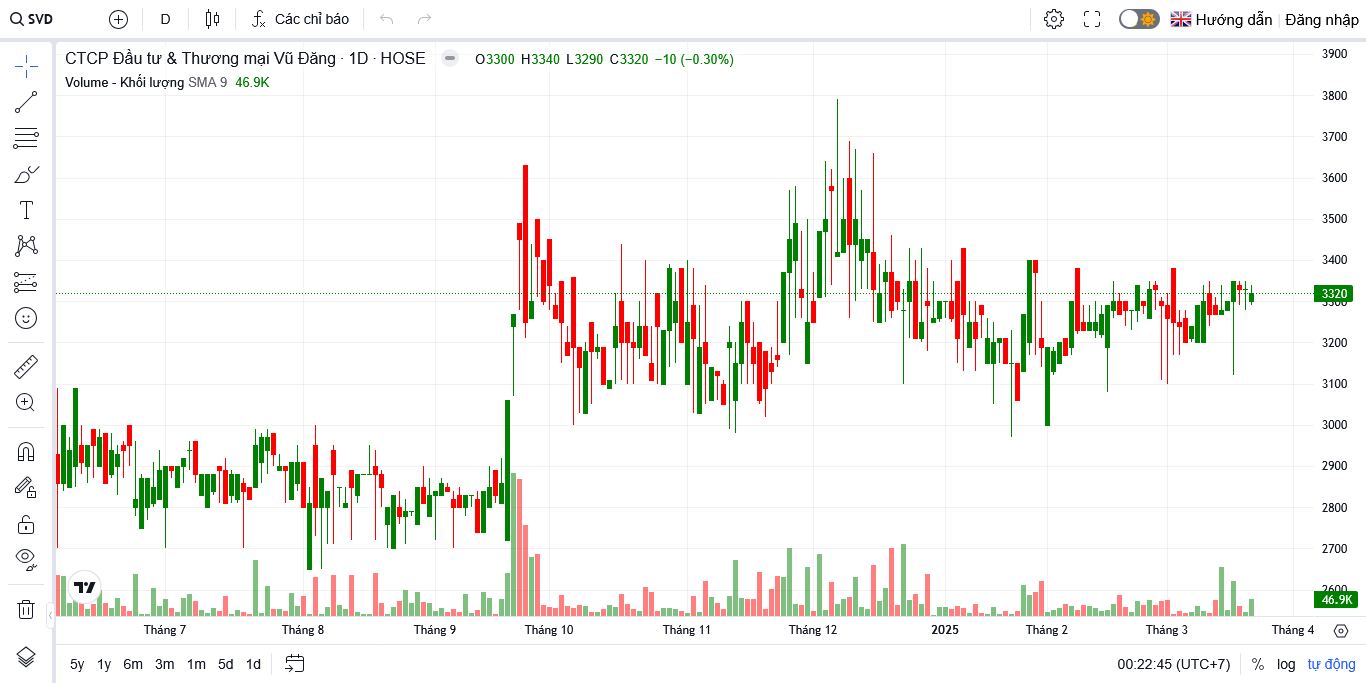 SVD D Các chỉ báo Hướng dẫn Đăng nhập
CTCP Đầu tư & Thương mại Vũ Đăng · 1D · HOSE O3300 H3340 L3290 C3320 −10 (−0.30%)
Volume - Khối lượng SMA 9 46.9K
3900
3800
3700
3600
3500
3400
3320
3300
3200
3100
3000
2900
2800
2700
2600
46.9K
Tháng 7 Tháng 8 Tháng 9 Tháng 10 Tháng 11 Tháng 12 2025 Tháng 2 Tháng 3 Tháng 4
5y 1y 6m 3m 1m 5d 1d 00:22:45 (UTC+7) % log tự động